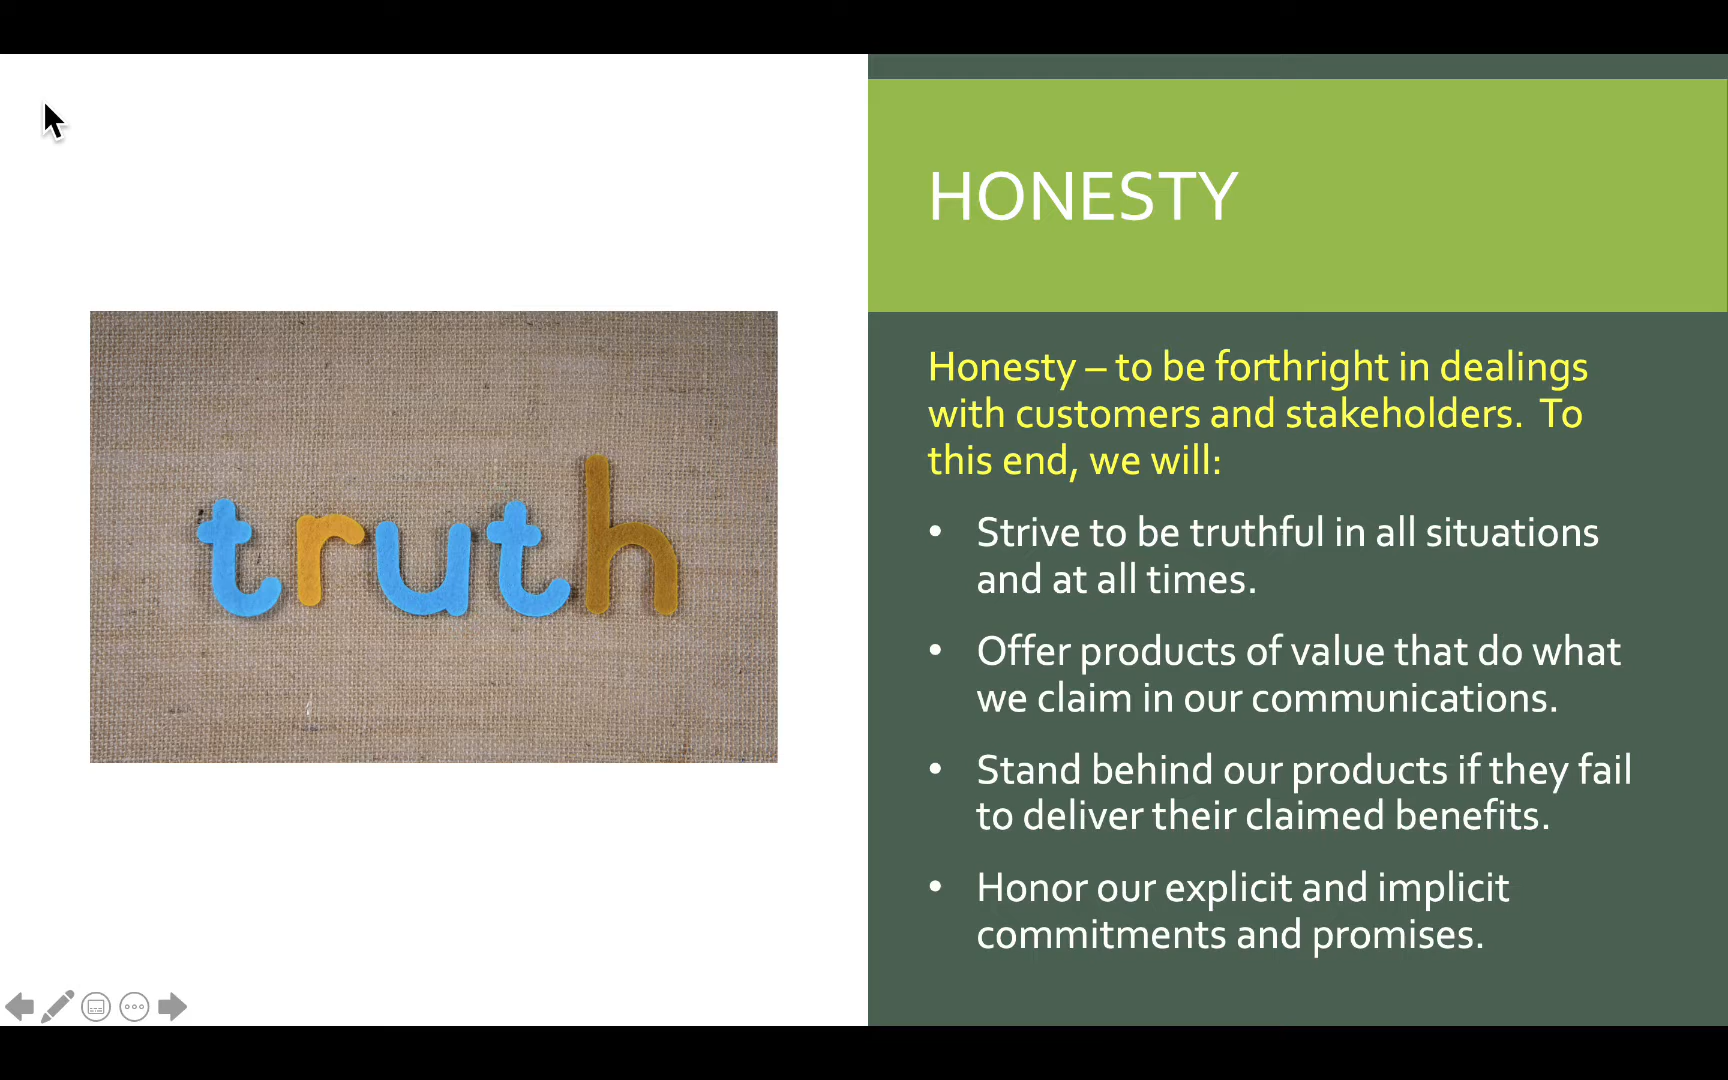 HONESTY
truth
Honesty – to be forthright in dealings
with customers and stakeholders.  To
this end, we will:
• Strive to be truthful in all situations
and at all times.
• Offer products of value that do what
we claim in our communications.
• Stand behind our products if they fail
to deliver their claimed benefits.
• Honor our explicit and implicit
commitments and promises.